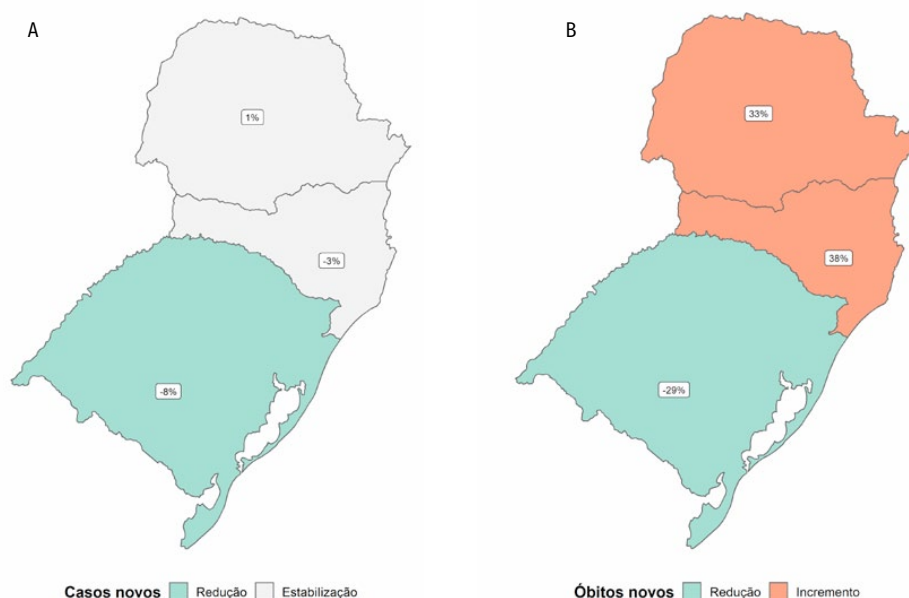 A
1%
-3%
-8%
Casos novos Redução Estabilização
B
33%
38%
-29%
Óbitos novos Redução Incremento